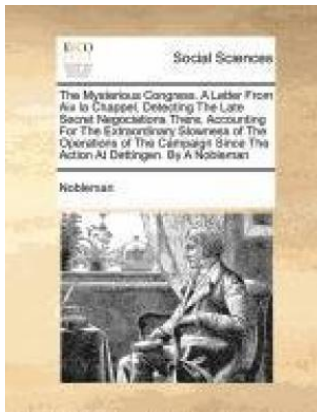 ECCO
Social Sciences
The Mysterious Congress. A Letter From
Aix la Chappel, Detecting The Late
Secret Negociations There, Accounting
For The Extraordinary Slowness of The
Operations of The Campaign Since The
Action At Dettingen. By A Nobleman
Nobleman